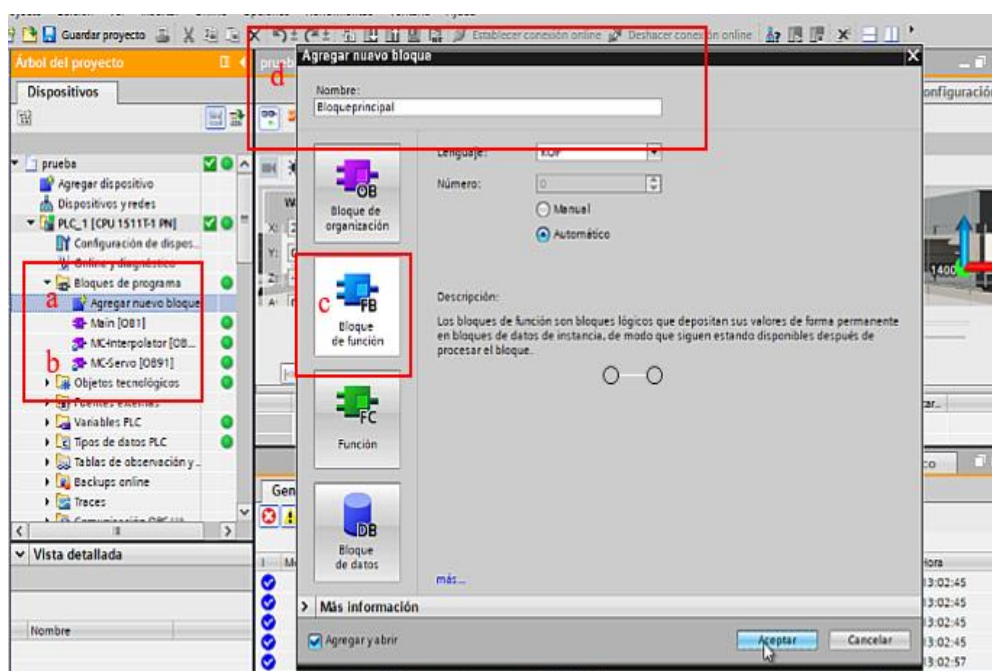 Guardar proyecto
Establecer conexión online
Deshacer conexión online
Árbol del proyecto
Dispositivos
prueba
Agregar dispositivo
Dispositivos y redes
PLC_1 [CPU 1511T-1 PN]
Configuración de dispos...
Online y diagnóstico
Bloques de programa
a
Agregar nuevo bloque
Main [OB1]
MC-Interpolator [OB...
b
MC-Servo [OB91]
Objetos tecnológicos
Fuentes externas
Variables PLC
Tipos de datos PLC
Tablas de observación y ..
Backups online
Traces
Comunicación OPC UA
Vista detallada
Nombre
d
Agregar nuevo bloque
X
Nombre:
Bloqueprincipal
OB
Bloque de
organización
c
FB
Bloque
de función
FC
Función
DB
Bloque
de datos
Lenguaje:
KOP
Número:
0
Manual
Automático
Descripción:
Los bloques de función son bloques lógicos que depositan sus valores de forma permanente
en bloques de datos de instancia, de modo que siguen estando disponibles después de
procesar el bloque.
más...
Más información
Agregar y abrir
Aceptar
Cancelar
onfiguració
1400
Gen
X:
Y:
Z:
13:02:45
13:02:45
13:02:45
13:02:45
13:02:57